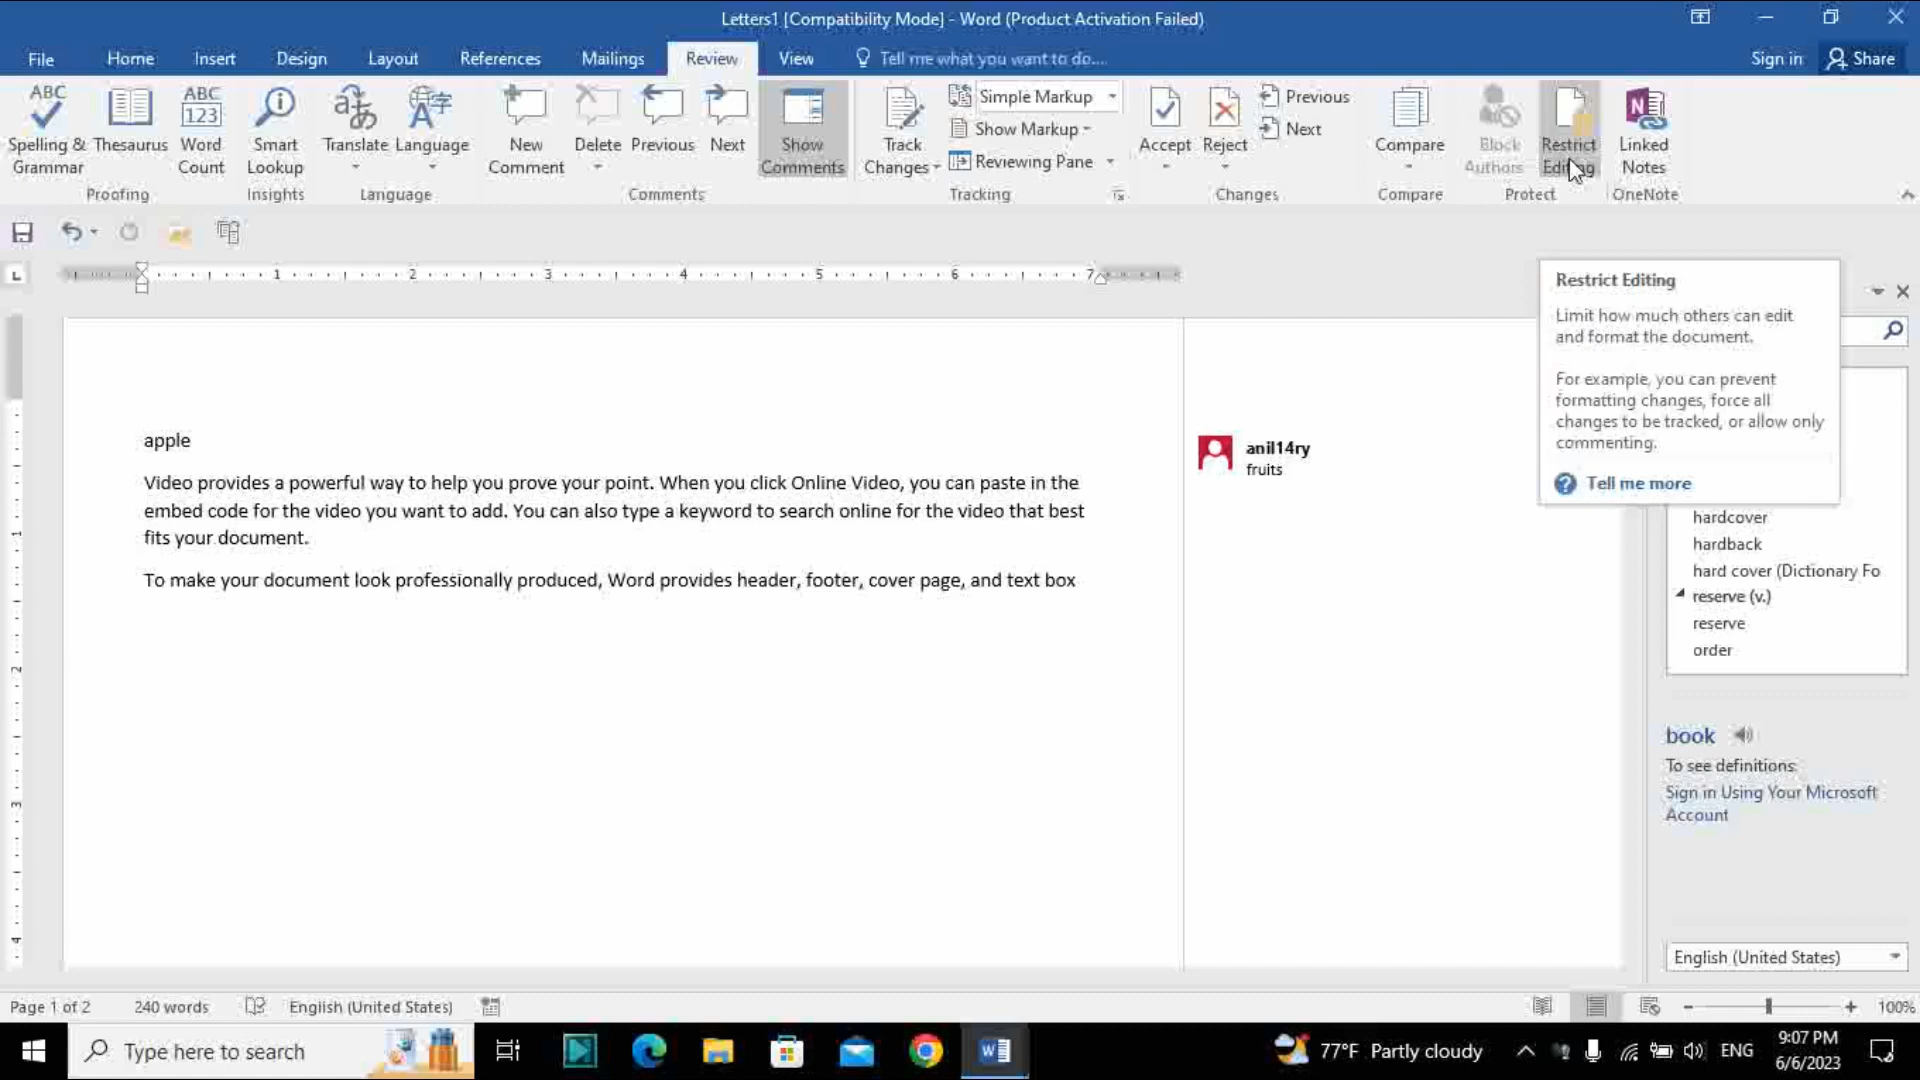 Letters1 [Compatibility Mode] - Word (Product Activation Failed)
File Home Insert Design Layout References Mailings Review View Tell me what you want to do.... Sign in Share
Spelling & Grammar
Thesaurus
Word Count
Proofing
Smart Lookup
Insights
Translate
Language
Language
New Comment
Delete
Previous
Next
Show Comments
Comments
Track Changes
Simple Markup
Show Markup
Reviewing Pane
Tracking
Accept
Reject
Previous
Next
Changes
Compare
Compare
Block Authors
Restrict Editing
Protect
Linked Notes
OneNote
1 2 3 4 5 6 7
Restrict Editing
Limit how much others can edit
and format the document.
For example, you can prevent
formatting changes, force all
changes to be tracked, or allow only
commenting.
Tell me more
apple
Video provides a powerful way to help you prove your point. When you click Online Video, you can paste in the
embed code for the video you want to add. You can also type a keyword to search online for the video that best
fits your document.
To make your document look professionally produced, Word provides header, footer, cover page, and text box
anil14ry
fruits
hardcover
hardback
hard cover (Dictionary Fo
reserve (v.)
reserve
order
book
To see definitions:
Sign in Using Your Microsoft
Account
English (United States)
1
2
3
4
Page 1 of 2 240 words English (United States) 100%
Type here to search
77°F Partly cloudy
ENG
9:07 PM
6/6/2023